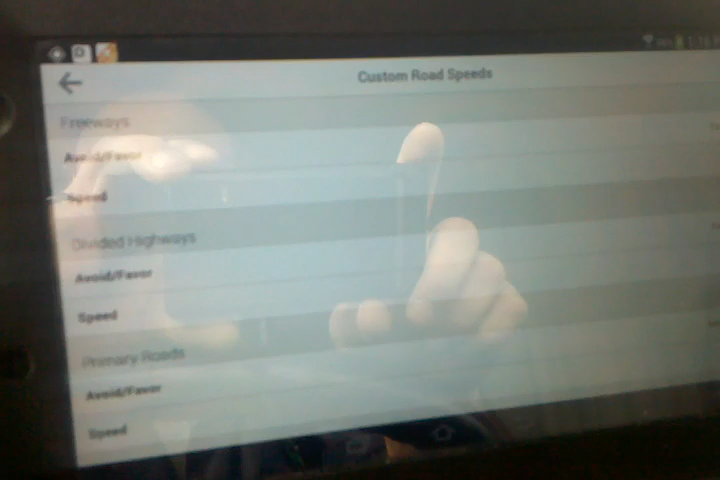 Custom Road Speeds
Freeways
Avoid/Favor
Speed
Divided Highways
Avoid/Favor
Speed
Primary Roads
Avoid/Favor
Speed